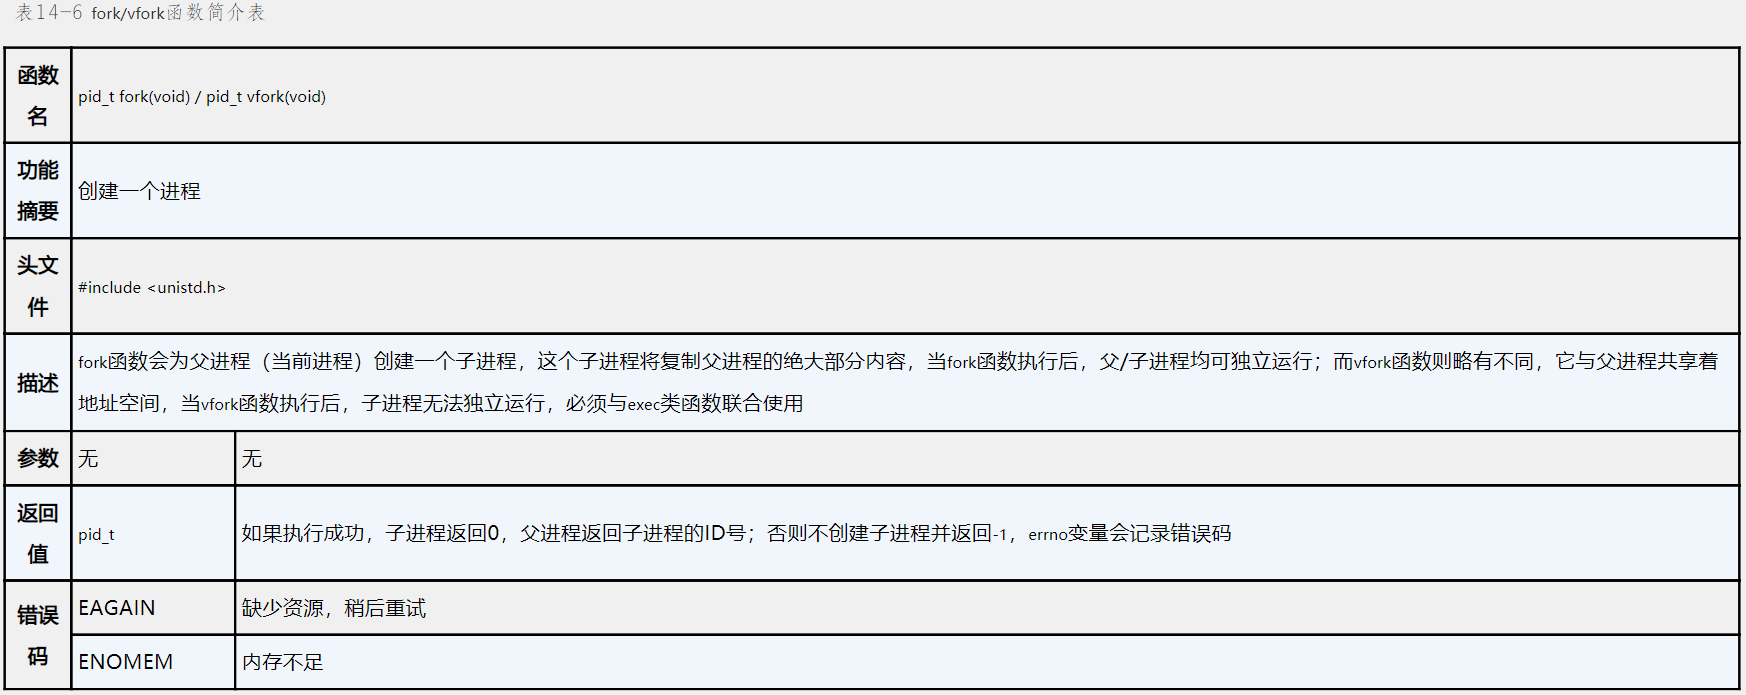 表14-6 fork/vfork函数简介表
函数
名
pid_t fork(void) / pid_t vfork(void)
功能
摘要
创建一个进程
头文
件
#include <unistd.h>
描述
fork函数会为父进程（当前进程）创建一个子进程，这个子进程将复制父进程的绝大部分内容，当fork函数执行后，父/子进程均可独立运行；而vfork函数则略有不同，它与父进程共享着
地址空间，当vfork函数执行后，子进程无法独立运行，必须与exec类函数联合使用
参数
无
无
返回
值
pid_t
如果执行成功，子进程返回0，父进程返回子进程的ID号；否则不创建子进程并返回-1，errno变量会记录错误码
错误
码
EAGAIN
缺少资源，稍后重试
ENOMEM
内存不足